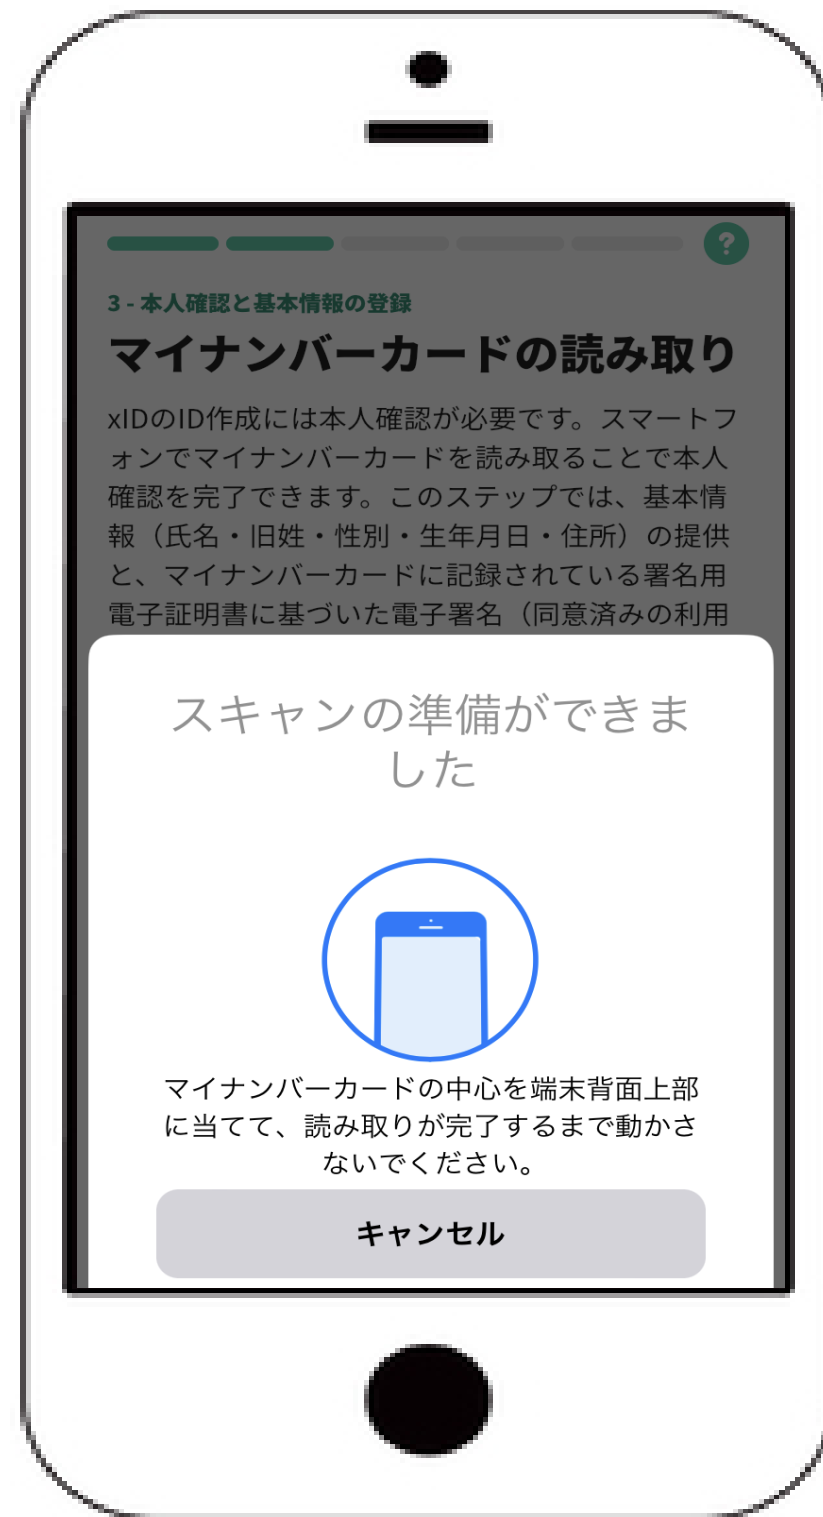 ?
3 - 本人確認と基本情報の登録
マイナンバーカードの読み取り
xIDのID作成には本人確認が必要です。スマートフ
ォンでマイナンバーカードを読み取ることで本人
確認を完了できます。このステップでは、基本情
報（氏名・旧姓・性別・生年月日・住所）の提供
と、マイナンバーカードに記録されている署名用
電子証明書に基づいた電子署名（同意済みの利用
スキャンの準備ができま
した
マイナンバーカードの中心を端末背面上部
に当てて、読み取りが完了するまで動かさ
ないでください。
キャンセル